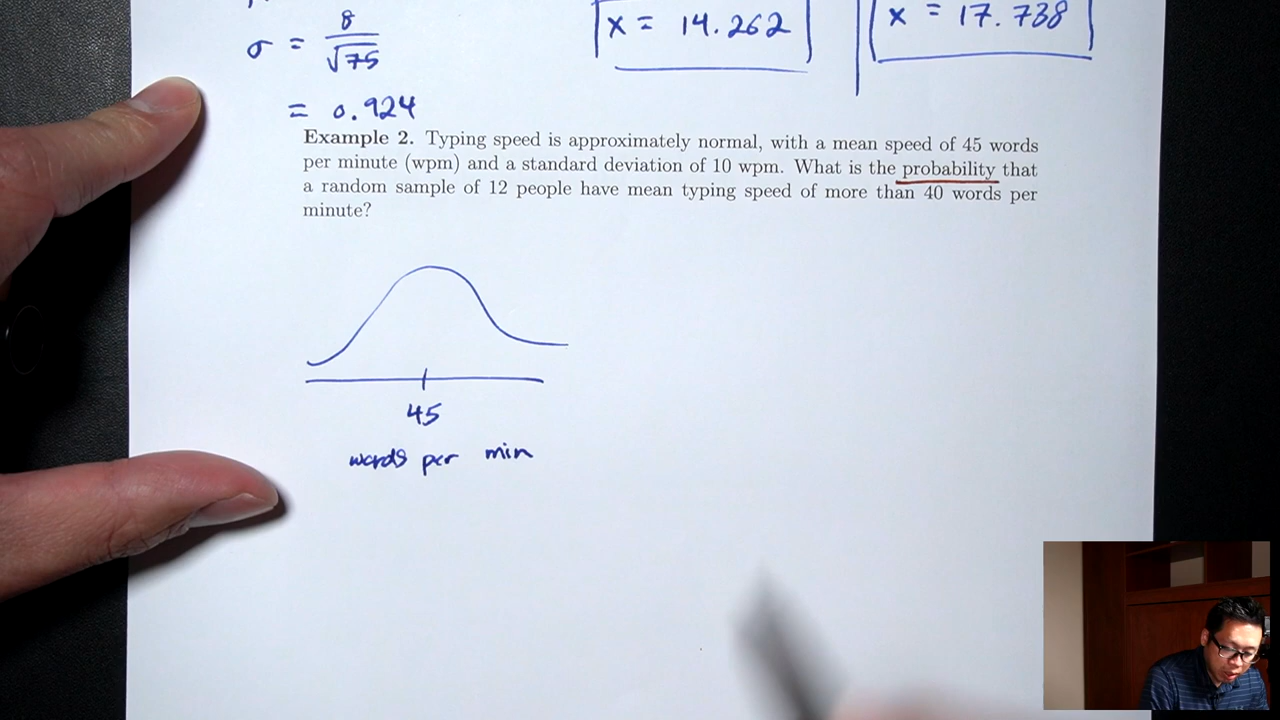 σ = 8/√75
x = 14.262
x = 17.738
= 0.924
Example 2. Typing speed is approximately normal, with a mean speed of 45 words
per minute (wpm) and a standard deviation of 10 wpm. What is the probability that
a random sample of 12 people have mean typing speed of more than 40 words per
minute?
45
words per min